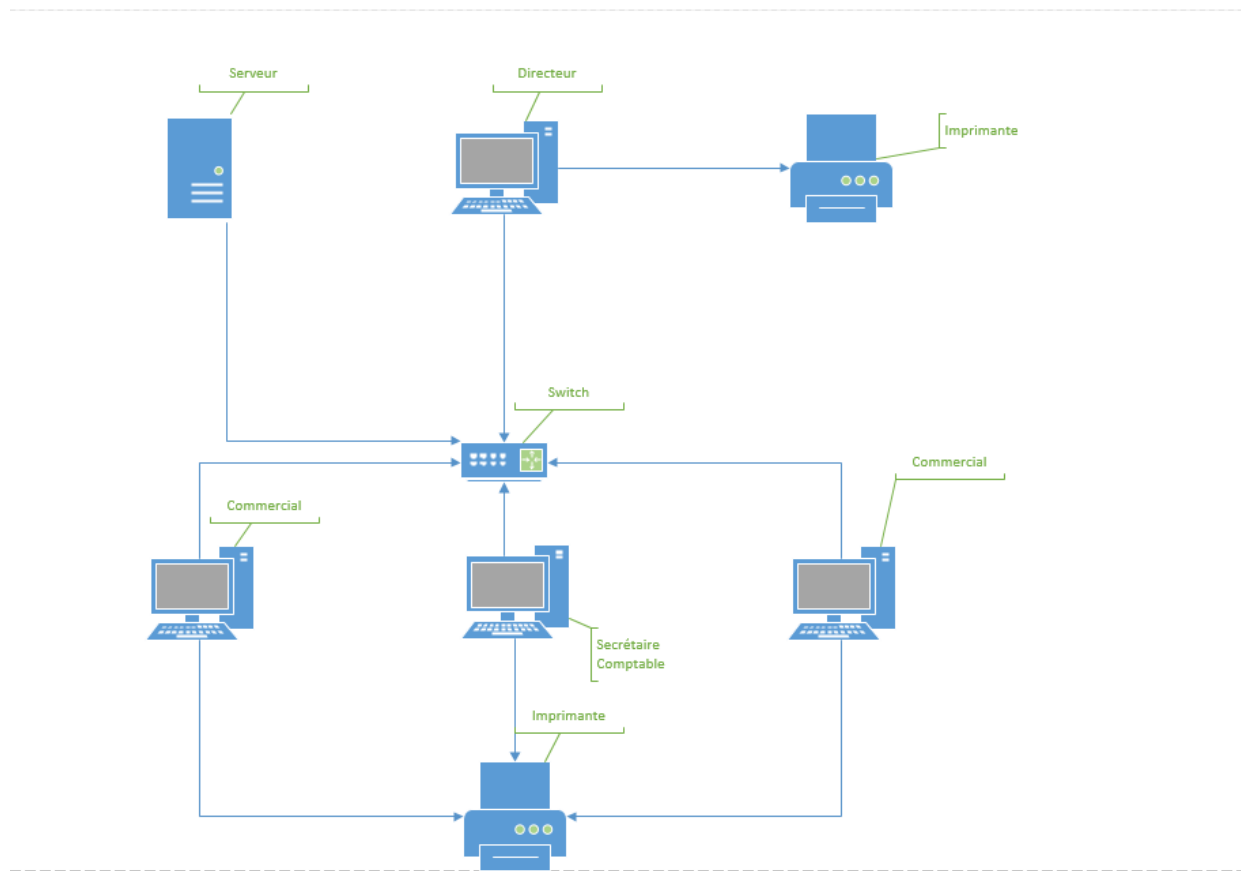 Serveur
Directeur
Imprimante
Switch
Commercial
Commercial
Secrétaire
Comptable
Imprimante